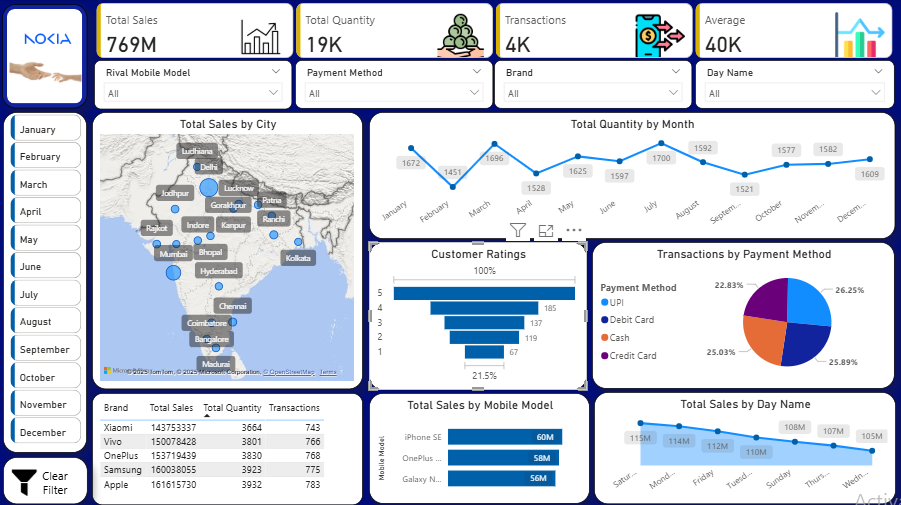 NOKIA
Total Sales
769M
Total Quantity
19K
Transactions
4K
Average
40K
Rival Mobile Model
All
Payment Method
All
Brand
All
Day Name
All
January
February
March
April
May
June
July
August
September
October
November
December
Clear
Filter
Total Sales by City
Ludhiana
Delhi
Lucknow
Jodhpur
Gorakhpur
Patna
Ranchi
Rajkot
Indore
Kanpur
Mumbai
Bhopal
Kolkata
Hyderabad
Chennai
Coimbatore
Bangalore
Madurai
© 2025 TomTom, © 2025 Microsoft Corporation, © OpenStreetMap Terms
Total Quantity by Month
1672
1451
1696
1528
1625
1597
1700
1592
1521
1577
1582
1609
January
February
March
April
May
June
July
August
Septem...
October
Novem...
Decem...
Customer Ratings
100%
5
4 185
3 137
2 119
1 67
21.5%
Transactions by Payment Method
Payment Method
UPI
Debit Card
Cash
Credit Card
22.83%
26.25%
25.03%
25.89%
Brand Total Sales Total Quantity Transactions
Xiaomi 143753337 3664 743
Vivo 150078428 3801 766
OnePlus 153719439 3830 768
Samsung 160038055 3923 775
Apple 161615730 3932 783
Total Sales by Mobile Model
Mobile Model
iPhone SE 60M
OnePlus ... 58M
Galaxy N... 56M
Total Sales by Day Name
115M
114M
112M
110M
108M
107M
105M
Satur...
Mond...
Friday
Tuesd...
Sunday
Thurs...
Wedn...